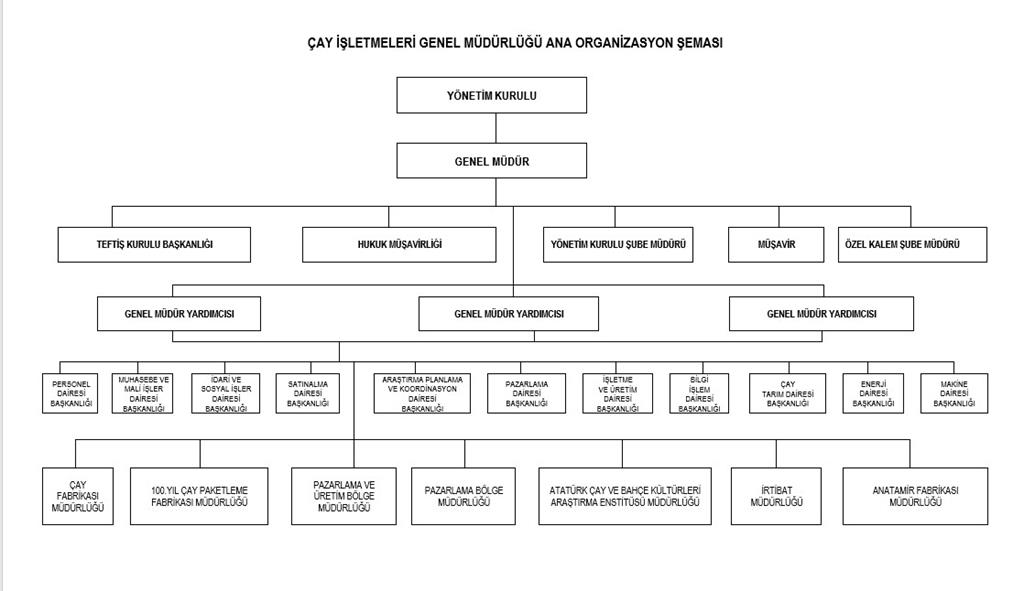 ÇAY İŞLETMELERİ GENEL MÜDÜRLÜĞÜ ANA ORGANİZASYON ŞEMASI
YÖNETİM KURULU
GENEL MÜDÜR
TEFTİŞ KURULU BAŞKANLIĞI
HUKUK MÜŞAVİRLİĞİ
YÖNETİM KURULU ŞUBE MÜDÜRÜ
MÜŞAVİR
ÖZEL KALEM ŞUBE MÜDÜRÜ
GENEL MÜDÜR YARDIMCISI
GENEL MÜDÜR YARDIMCISI
GENEL MÜDÜR YARDIMCISI
PERSONEL
DAİRESİ
BAŞKANLIĞI
MUHASEBE VE
MALİ İŞLER
DAİRESİ
BAŞKANLIĞI
İDARİ VE
SOSYAL İŞLER
DAİRESİ
BAŞKANLIĞI
SATINALMA
DAİRESİ
BAŞKANLIĞI
ARAŞTIRMA PLANLAMA
VE KOORDİNASYON
DAİRESİ
BAŞKANLIĞI
PAZARLAMA
DAİRESİ
BAŞKANLIĞI
İŞLETME
VE ÜRETİM
DAİRESİ
BAŞKANLIĞI
BİLGİ
İŞLEM
DAİRESİ
BAŞKANLIĞI
ÇAY
TARIM DAİRESİ
BAŞKANLIĞI
ENERJİ
DAİRESİ
BAŞKANLIĞI
MAKİNE
DAİRESİ
BAŞKANLIĞI
ÇAY
FABRİKASI
MÜDÜRLÜĞÜ
100.YIL ÇAY PAKETLEME
FABRİKASI MÜDÜRLÜĞÜ
PAZARLAMA VE
ÜRETİM BÖLGE
MÜDÜRLÜĞÜ
PAZARLAMA BÖLGE
MÜDÜRLÜĞÜ
ATATÜRK ÇAY VE BAHÇE KÜLTÜRLERİ
ARAŞTIRMA ENSTİTÜSÜ MÜDÜRLÜĞÜ
İRTİBAT
MÜDÜRLÜĞÜ
ANATAMİR FABRİKASI
MÜDÜRLÜĞÜ